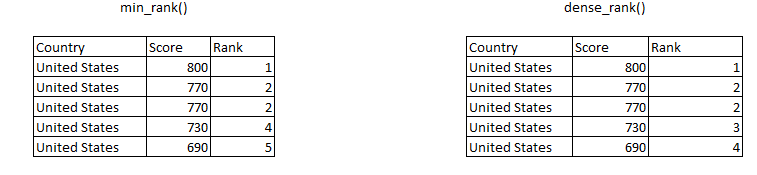 min_rank()
Country Score Rank
United States 800 1
United States 770 2
United States 770 2
United States 730 4
United States 690 5
dense_rank()
Country Score Rank
United States 800 1
United States 770 2
United States 770 2
United States 730 3
United States 690 4